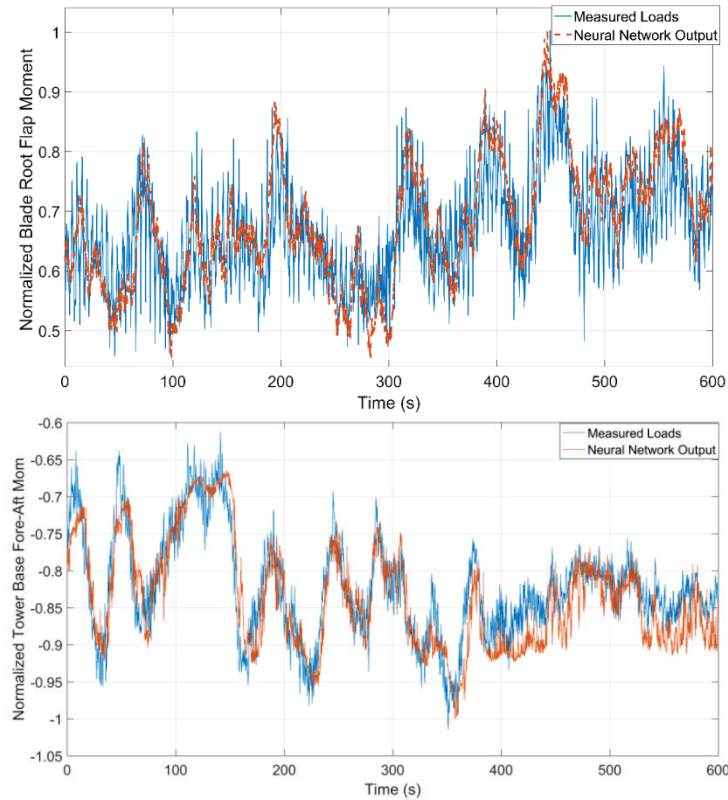 Measured Loads
Neural Network Output
Normalized Blade Root Flap Moment
1
0.9
0.8
0.7
0.6
0.5
0 100 200 300 400 500 600
Time (s)
Measured Loads
Neural Network Output
Normalized Tower Base Fore-Aft Mom
-0.6
-0.65
-0.7
-0.75
-0.8
-0.85
-0.9
-0.95
-1
-1.05
0 100 200 300 400 500 600
Time (s)